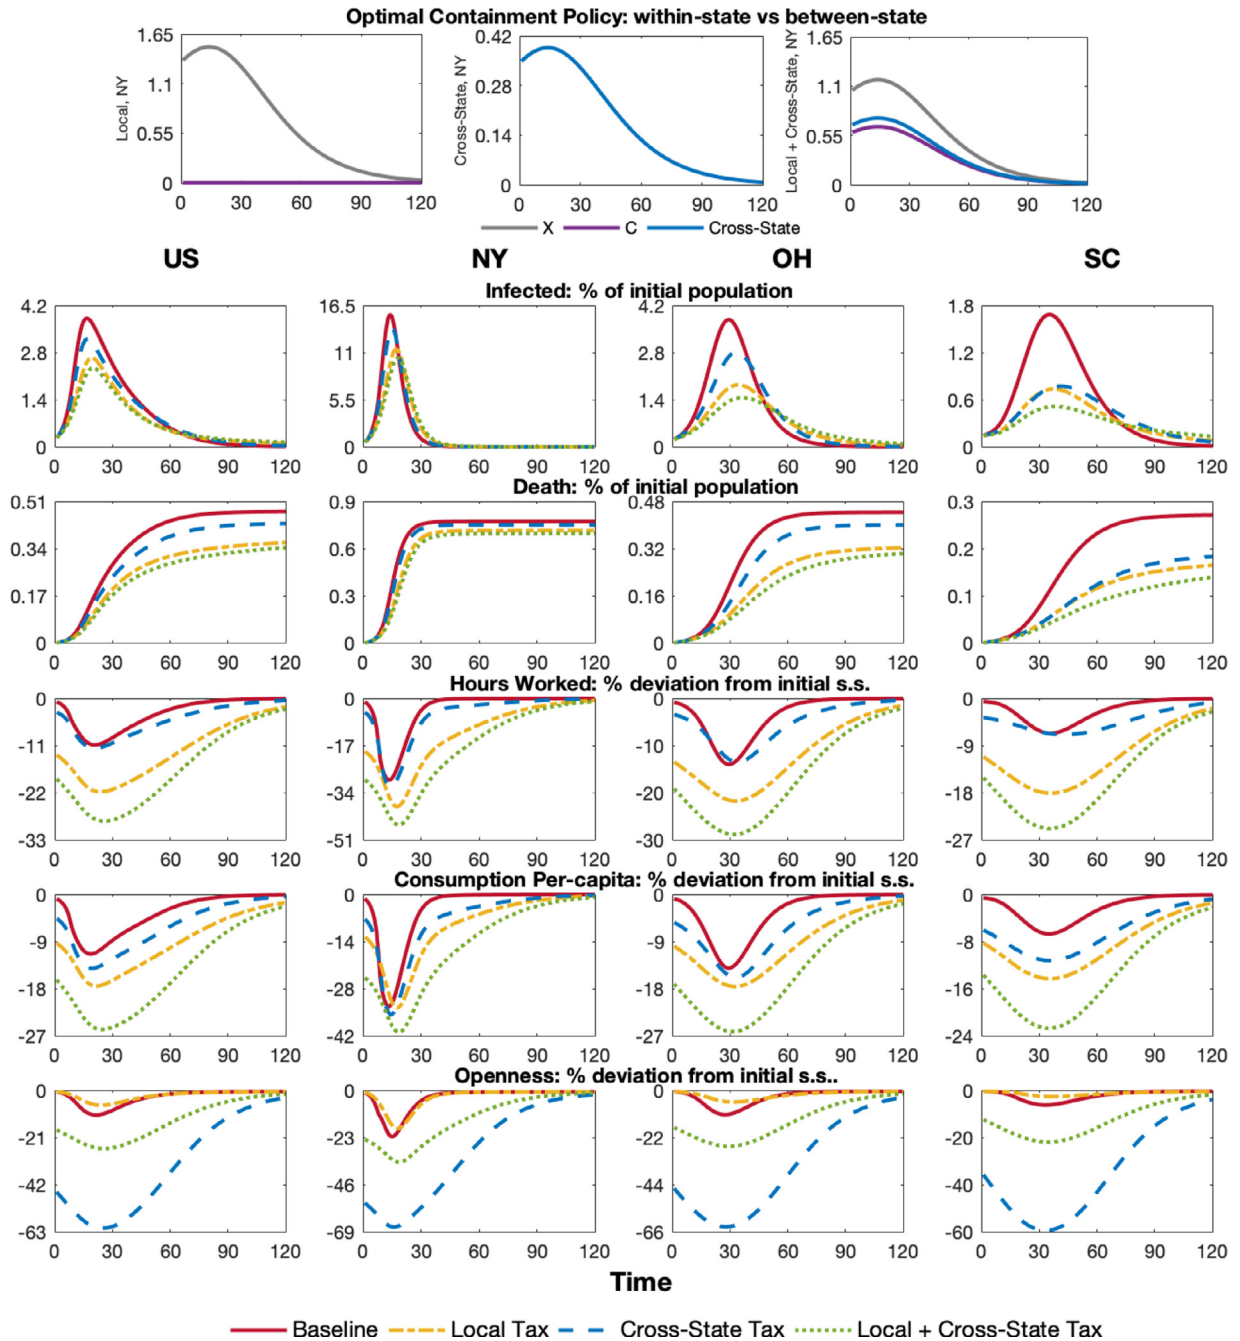 Optimal Containment Policy: within-state vs between-state
Local, NY
1.65
1.1
0.55
0
0 30 60 90 120
Cross-State, NY
0.42
0.28
0.14
0
0 30 60 90 120
Local + Cross-State, NY
1.65
1.1
0.55
0
0 30 60 90 120
X C Cross-State
US NY OH SC
Infected: % of initial population
4.2
2.8
1.4
0
0 30 60 90 120
16.5
11
5.5
0
0 30 60 90 120
4.2
2.8
1.4
0
0 30 60 90 120
1.8
1.2
0.6
0
0 30 60 90 120
Death: % of initial population
0.51
0.34
0.17
0
0 30 60 90 120
0.9
0.6
0.3
0
0 30 60 90 120
0.48
0.32
0.16
0
0 30 60 90 120
0.3
0.2
0.1
0
0 30 60 90 120
Hours Worked: % deviation from initial s.s.
0
-11
-22
-33
0 30 60 90 120
0
-17
-34
-51
0 30 60 90 120
0
-10
-20
-30
0 30 60 90 120
0
-9
-18
-27
0 30 60 90 120
Consumption Per-capita: % deviation from initial s.s.
0
-9
-18
-27
0 30 60 90 120
0
-14
-28
-42
0 30 60 90 120
0
-9
-18
-27
0 30 60 90 120
0
-8
-16
-24
0 30 60 90 120
Openness: % deviation from initial s.s..
0
-21
-42
-63
0 30 60 90 120
0
-23
-46
-69
0 30 60 90 120
0
-22
-44
-66
0 30 60 90 120
0
-20
-40
-60
0 30 60 90 120
Time
Baseline Local Tax Cross-State Tax Local + Cross-State Tax